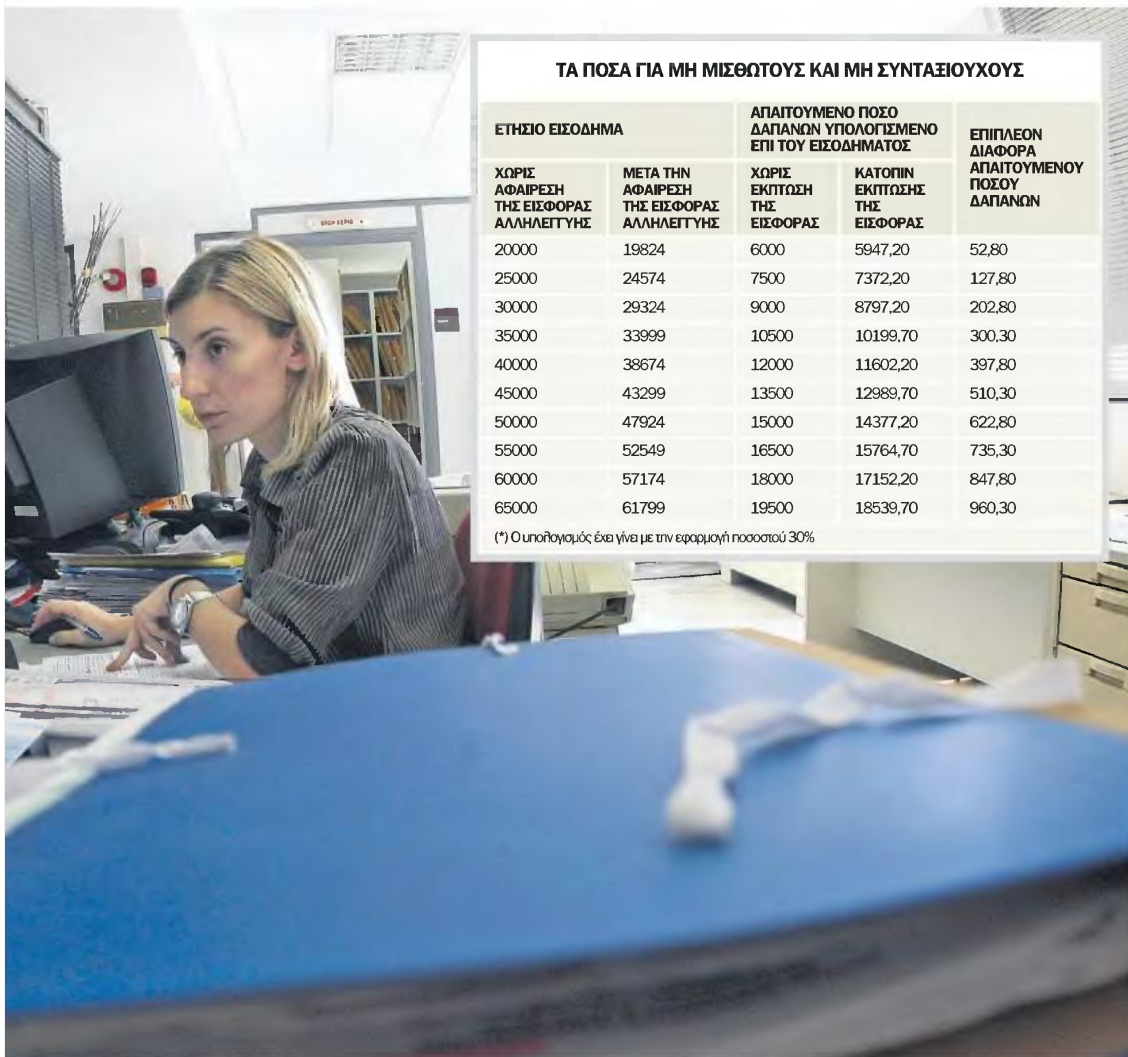 ΤΑ ΠΟΣΑ ΓΙΑ ΜΗ ΜΙΣΘΩΤΟΥΣ ΚΑΙ ΜΗ ΣΥΝΤΑΞΙΟΥΧΟΥΣ
ΕΤΗΣΙΟ ΕΙΣΟΔΗΜΑ
ΑΠΑΙΤΟΥΜΕΝΟ ΠΟΣΟ
ΔΑΠΑΝΩΝ ΥΠΟΛΟΓΙΣΜΕΝΟ
ΕΠΙ ΤΟΥ ΕΙΣΟΔΗΜΑΤΟΣ
ΕΠΙΠΛΕΟΝ
ΔΙΑΦΟΡΑ
ΑΠΑΙΤΟΥΜΕΝΟΥ
ΠΟΣΟΥ
ΔΑΠΑΝΩΝ
ΧΩΡΙΣ
ΑΦΑΙΡΕΣΗ
ΤΗΣ ΕΙΣΦΟΡΑΣ
ΑΛΛΗΛΕΓΓΥΗΣ
ΜΕΤΑ ΤΗΝ
ΑΦΑΙΡΕΣΗ
ΤΗΣ ΕΙΣΦΟΡΑΣ
ΑΛΛΗΛΕΓΓΥΗΣ
ΧΩΡΙΣ
ΕΚΠΤΩΣΗ
ΤΗΣ
ΕΙΣΦΟΡΑΣ
ΚΑΤΟΠΙΝ
ΕΚΠΤΩΣΗΣ
ΤΗΣ
ΕΙΣΦΟΡΑΣ
20000 19824 6000 5947,20 52,80
25000 24574 7500 7372,20 127,80
30000 29324 9000 8797,20 202,80
35000 33999 10500 10199,70 300,30
40000 38674 12000 11602,20 397,80
45000 43299 13500 12989,70 510,30
50000 47924 15000 14377,20 622,80
55000 52549 16500 15764,70 735,30
60000 57174 18000 17152,20 847,80
65000 61799 19500 18539,70 960,30
(*) Ο υπολογισμός έχει γίνει με την εφαρμογή ποσοστού 30%